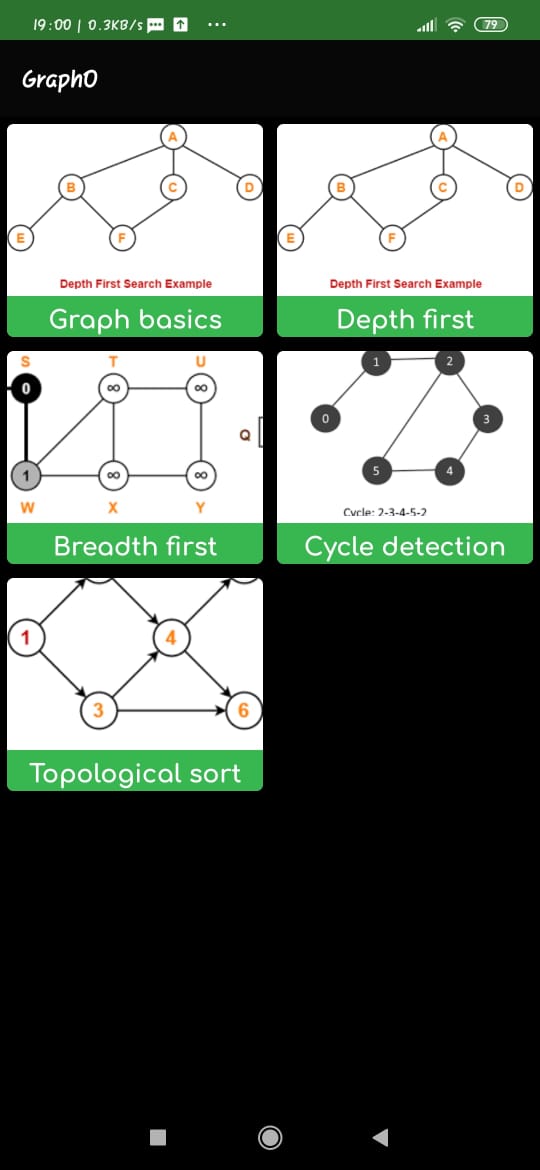 19:00 | 0.3KB/s
79
GraphO
A
B
C
D
E
F
Depth First Search Example
Graph basics
A
B
C
D
E
F
Depth First Search Example
Depth first
S T U
0 ∞ ∞
Q
1 ∞ ∞
W X Y
Breadth first
1 2
0
3
5 4
Cycle: 2-3-4-5-2
Cycle detection
1 4
3 6
Topological sort